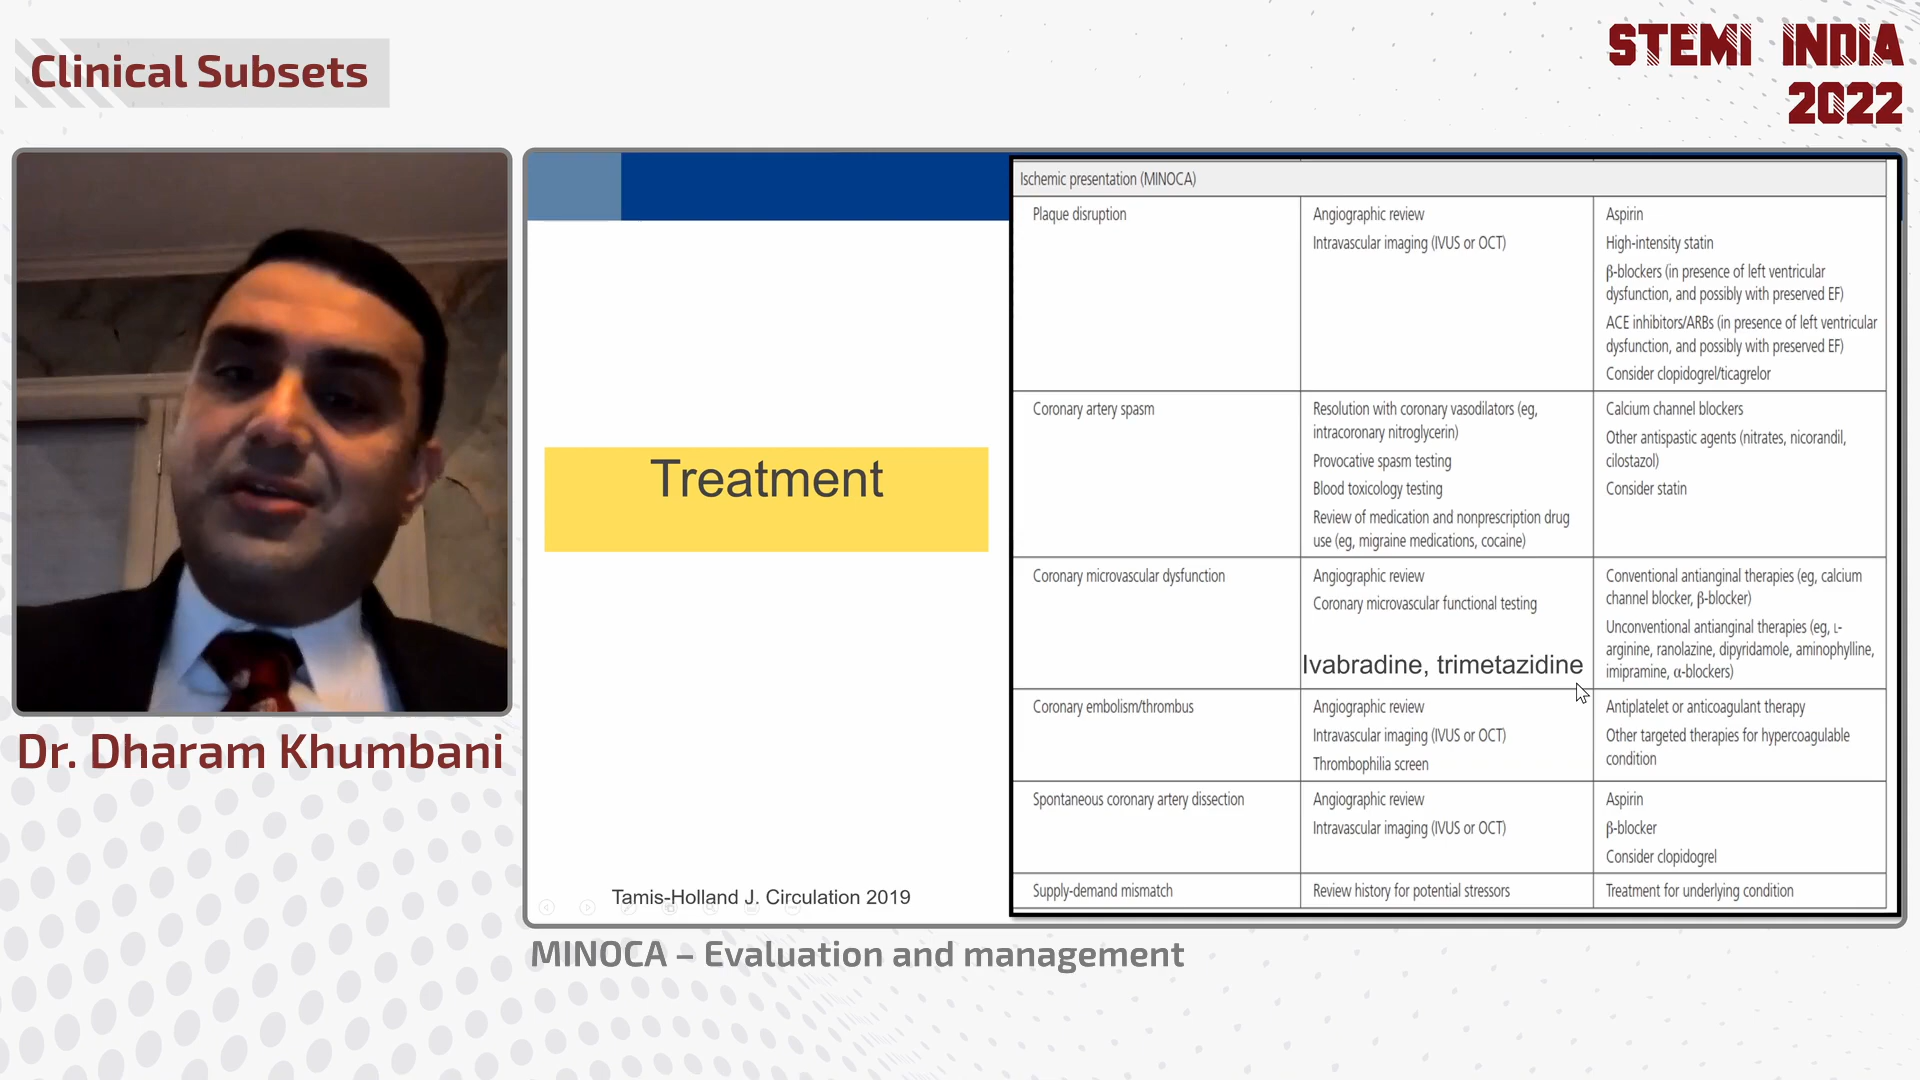 Clinical Subsets
STEMI INDIA
2022
Dr. Dharam Khumbani
Treatment
Tamis-Holland J. Circulation 2019
Ischemic presentation (MINOCA)
Plaque disruption
Angiographic review
Intravascular imaging (IVUS or OCT)
Aspirin
High-intensity statin
β-blockers (in presence of left ventricular
dysfunction, and possibly with preserved EF)
ACE inhibitors/ARBs (in presence of left ventricular
dysfunction, and possibly with preserved EF)
Consider clopidogrel/ticagrelor
Coronary artery spasm
Resolution with coronary vasodilators (eg,
intracoronary nitroglycerin)
Provocative spasm testing
Blood toxicology testing
Review of medication and nonprescription drug
use (eg, migraine medications, cocaine)
Calcium channel blockers
Other antispastic agents (nitrates, nicorandil,
cilostazol)
Consider statin
Coronary microvascular dysfunction
Angiographic review
Coronary microvascular functional testing
Ivabradine, trimetazidine
Conventional antianginal therapies (eg, calcium
channel blocker, β-blocker)
Unconventional antianginal therapies (eg, L-
arginine, ranolazine, dipyridamole, aminophylline,
imipramine, α-blockers)
Coronary embolism/thrombus
Angiographic review
Intravascular imaging (IVUS or OCT)
Thrombophilia screen
Antiplatelet or anticoagulant therapy
Other targeted therapies for hypercoagulable
condition
Spontaneous coronary artery dissection
Angiographic review
Intravascular imaging (IVUS or OCT)
Aspirin
β-blocker
Consider clopidogrel
Supply-demand mismatch
Review history for potential stressors
Treatment for underlying condition
MINOCA – Evaluation and management